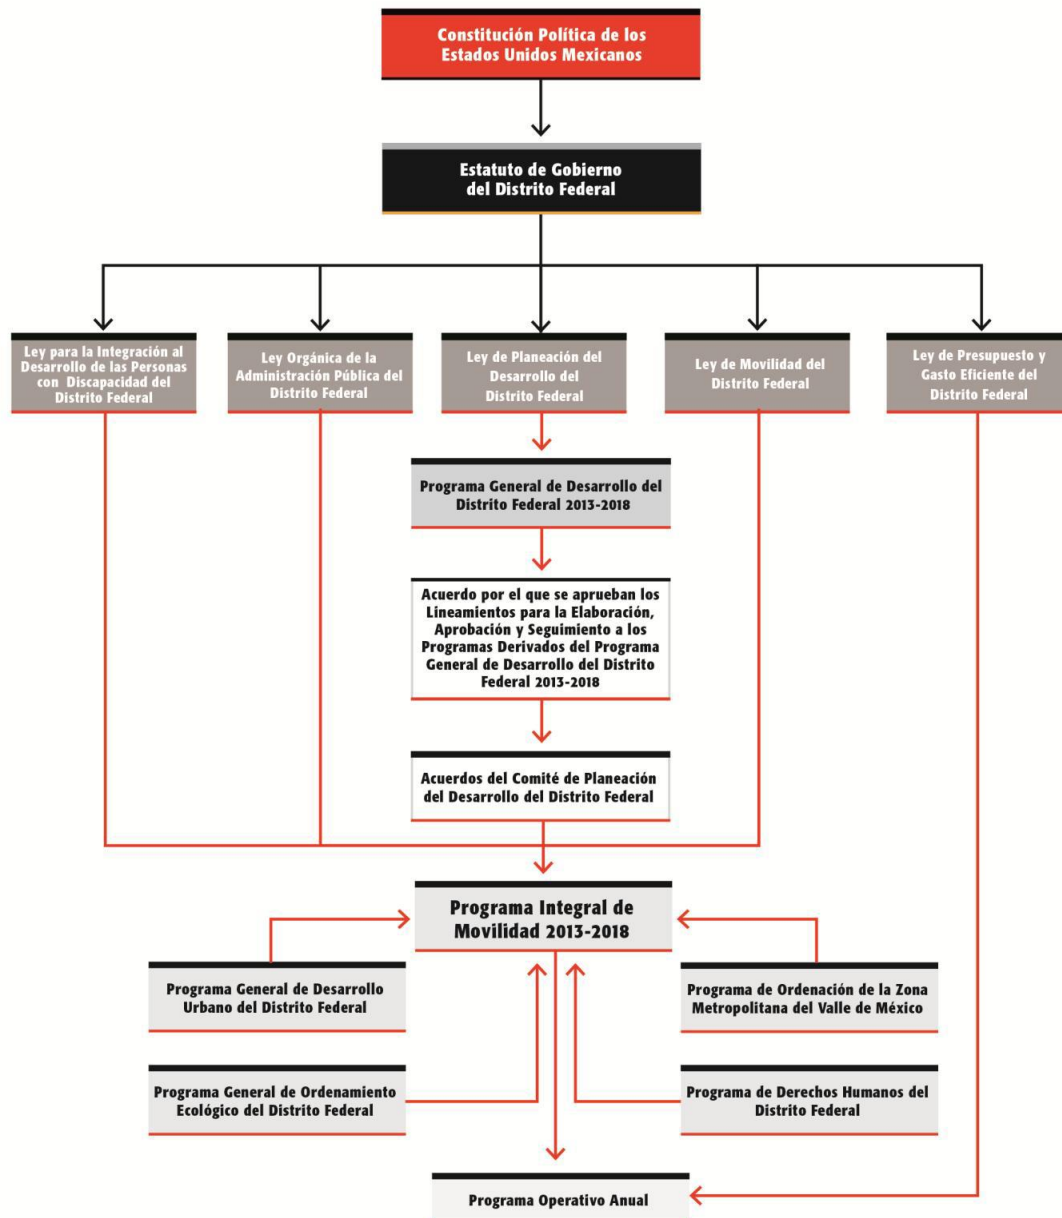 Constitución Política de los
Estados Unidos Mexicanos
Estatuto de Gobierno
del Distrito Federal
Ley para la Integración al
Desarrollo de las Personas
con Discapacidad del
Distrito Federal
Ley Orgánica de la
Administración Pública del
Distrito Federal
Ley de Planeación del
Desarrollo del
Distrito Federal
Ley de Movilidad del
Distrito Federal
Ley de Presupuesto y
Gasto Eficiente del
Distrito Federal
Programa General de Desarrollo del
Distrito Federal 2013-2018
Acuerdo por el que se aprueban los
Lineamientos para la Elaboración,
Aprobación y Seguimiento a los
Programas Derivados del Programa
General de Desarrollo del Distrito
Federal 2013-2018
Acuerdos del Comité de Planeación
del Desarrollo del Distrito Federal
Programa Integral de
Movilidad 2013-2018
Programa General de Desarrollo
Urbano del Distrito Federal
Programa de Ordenación de la Zona
Metropolitana del Valle de México
Programa General de Ordenamiento
Ecológico del Distrito Federal
Programa de Derechos Humanos del
Distrito Federal
Programa Operativo Anual